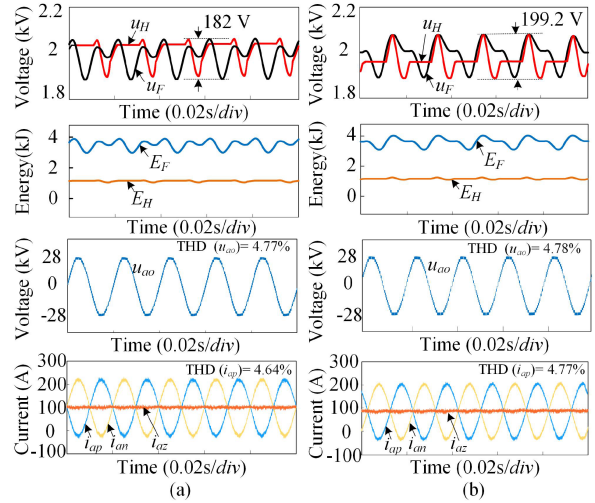 2.2
u_H
182 V
2
u_F
1.8
Voltage (kV)
Time (0.02s/div)
4
2
0
E_F
E_H
Energy(kJ)
Time (0.02s/div)
THD (u_ao)= 4.77%
28
u_ao
0
-28
Voltage (kV)
Time (0.02s/div)
300
THD (i_ap)= 4.64%
200
100
0
-100
i_ap i_an i_az
Current (A)
Time (0.02s/div)
(a)
2.2
199.2 V
2
u_H
u_F
1.8
Voltage (kV)
Time (0.02s/div)
4
2
0
E_F
E_H
Energy(kJ)
Time (0.02s/div)
THD (u_ao)= 4.78%
28
u_ao
0
-28
Voltage (kV)
Time (0.02s/div)
300
THD (i_ap)= 4.77%
200
100
0
-100
i_ap i_an i_az
Current (A)
Time (0.02s/div)
(b)